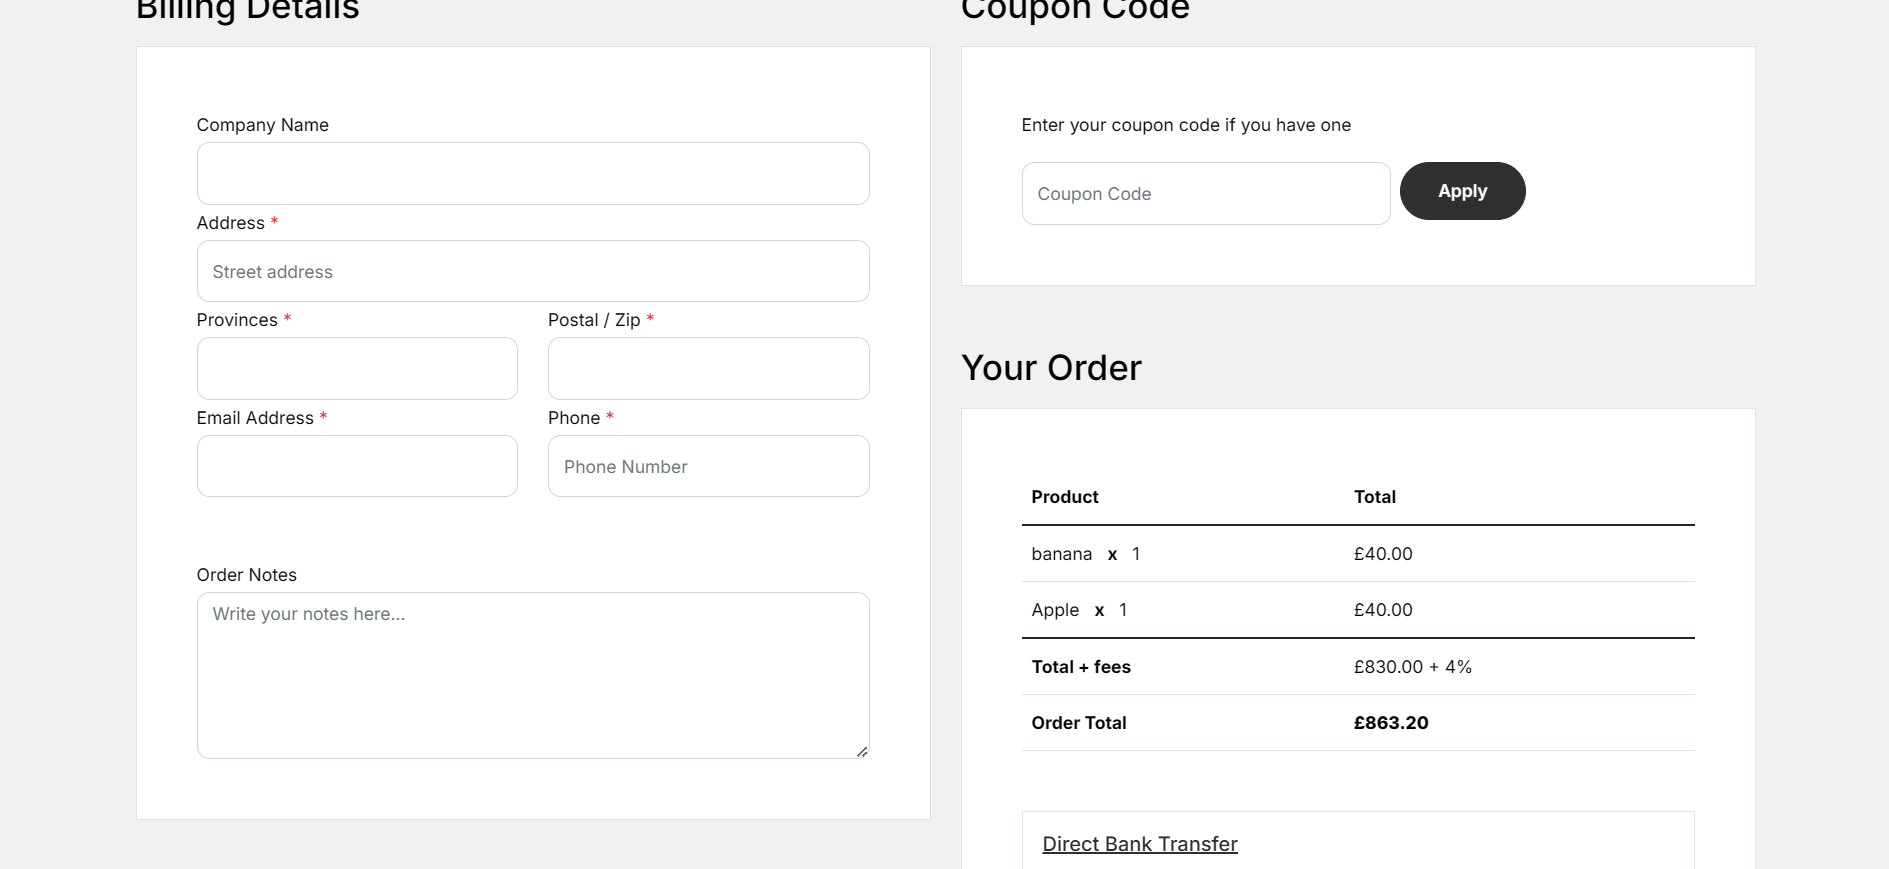 Billing Details
Company Name
Address *
Street address
Provinces *
Postal / Zip *
Email Address *
Phone *
Phone Number
Order Notes
Write your notes here...
Coupon Code
Enter your coupon code if you have one
Coupon Code
Apply
Your Order
Product Total
banana x 1 £40.00
Apple x 1 £40.00
Total + fees £830.00 + 4%
Order Total £863.20
Direct Bank Transfer